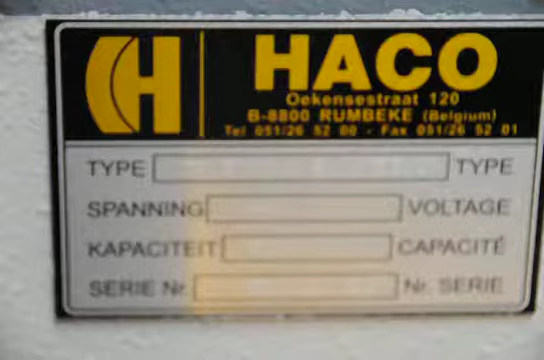 H HACO
Oekensestraat 120
B-8800 RUMBEKE (Belgium)
Tel 051/26 52 00 - Fax 051/26 52 01
TYPE TYPE
SPANNING VOLTAGE
KAPACITEIT CAPACITÉ
SERIE Nr. Nr. SERIE